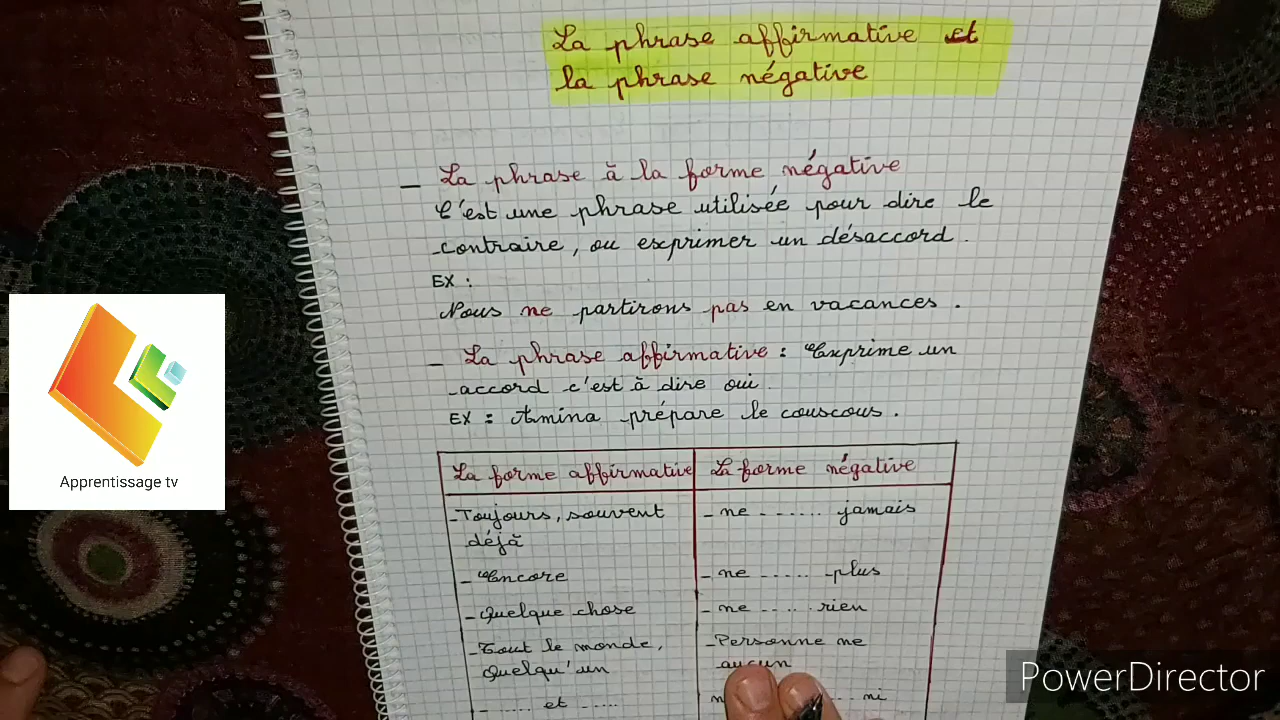 La phrase affirmative et
la phrase négative
- La phrase à la forme négative
C'est une phrase utilisée pour dire le
contraire, ou exprimer un désaccord.
EX :
Nous ne partirons pas en vacances.
- La phrase affirmative : Exprime un
accord c'est à dire oui.
EX : Amina prépare le couscous.
La forme affirmative La forme négative
- Toujours, souvent - ne ....... jamais
déjà
- Encore - ne ...... plus
- Quelque chose - ne ...... rien
- Tout le monde, - Personne ne
quelqu'un aucun
- ...... et ...... ni
Apprentissage tv
PowerDirector